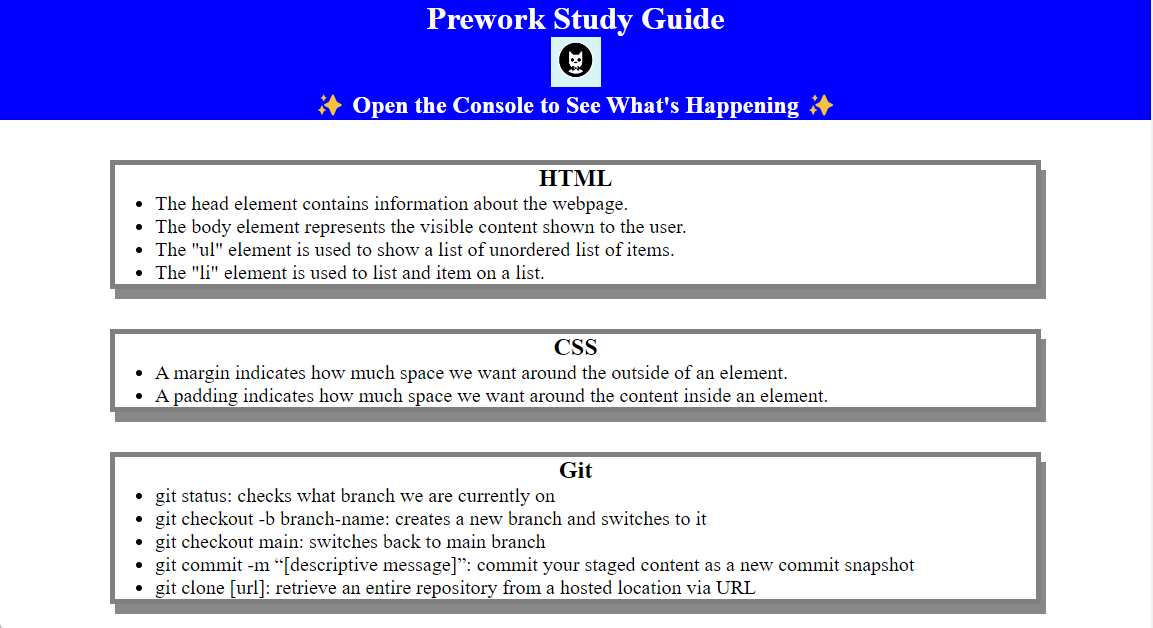 Prework Study Guide
✨ Open the Console to See What's Happening ✨
HTML
• The head element contains information about the webpage.
• The body element represents the visible content shown to the user.
• The "ul" element is used to show a list of unordered list of items.
• The "li" element is used to list and item on a list.
CSS
• A margin indicates how much space we want around the outside of an element.
• A padding indicates how much space we want around the content inside an element.
Git
• git status: checks what branch we are currently on
• git checkout -b branch-name: creates a new branch and switches to it
• git checkout main: switches back to main branch
• git commit -m “[descriptive message]”: commit your staged content as a new commit snapshot
• git clone [url]: retrieve an entire repository from a hosted location via URL